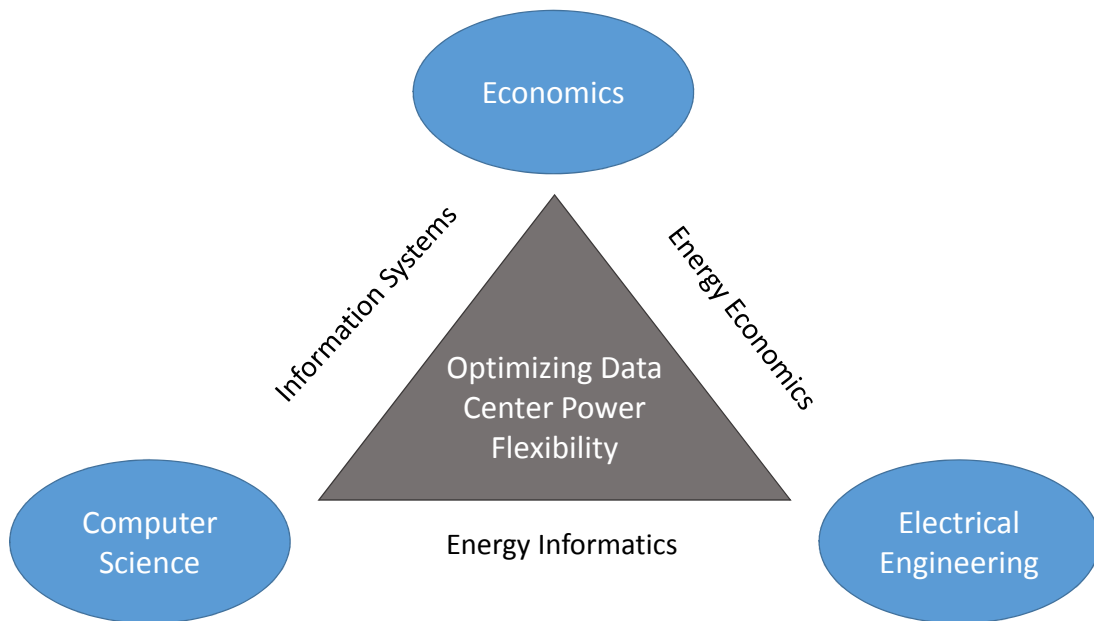 Economics
Information Systems
Energy Economics
Optimizing Data
Center Power
Flexibility
Computer
Science
Energy Informatics
Electrical
Engineering